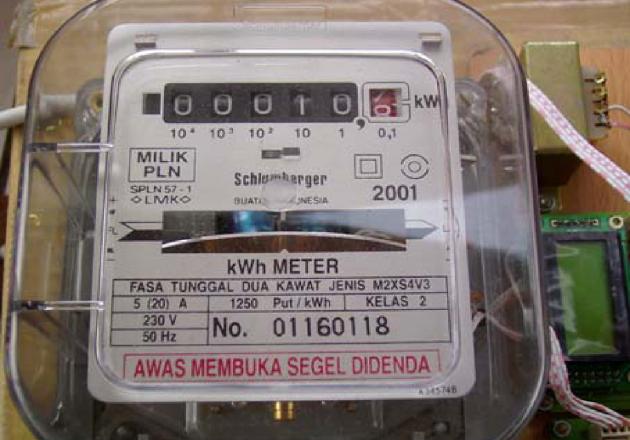 0 0 0 1 0, 6 kW
10⁴ 10³ 10² 10 1 0,1
MILIK
PLN
SPLN 57 - 1
LMK
Schlumberger
2001
kWh METER
FASA TUNGGAL DUA KAWAT JENIS M2XS4V3
5 (20) A 1250 Put / kWh KELAS 2
230 V
50 Hz
No. 01160118
AWAS MEMBUKA SEGEL DIDENDA